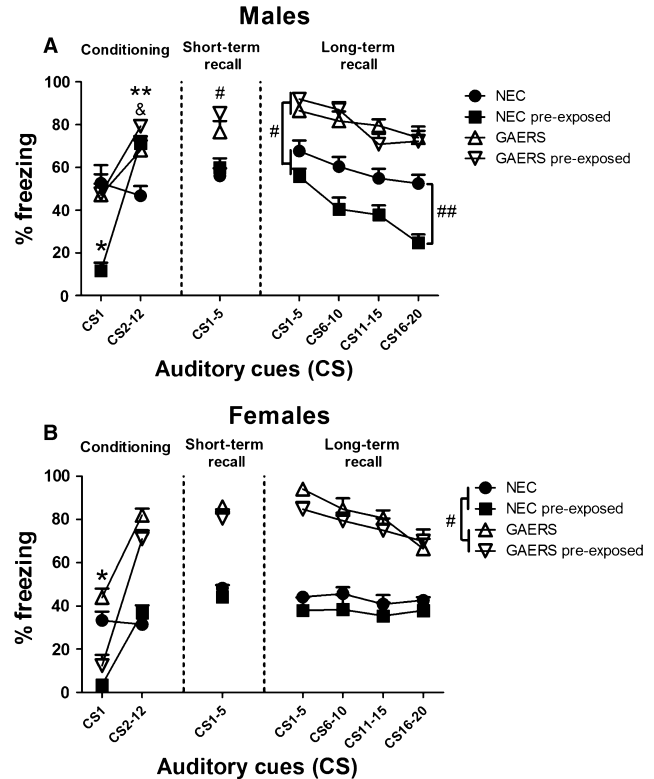 Males
A
Conditioning
Short-term
recall
Long-term
recall
100
80
60
40
20
0
% freezing
**
&
*
#
#
##
NEC
NEC pre-exposed
GAERS
GAERS pre-exposed
CS1
CS2-12
CS1-5
CS1-5
CS6-10
CS11-15
CS16-20
Auditory cues (CS)
Females
B
Conditioning
Short-term
recall
Long-term
recall
100
80
60
40
20
0
% freezing
*
#
NEC
NEC pre-exposed
GAERS
GAERS pre-exposed
CS1
CS2-12
CS1-5
CS1-5
CS6-10
CS11-15
CS16-20
Auditory cues (CS)